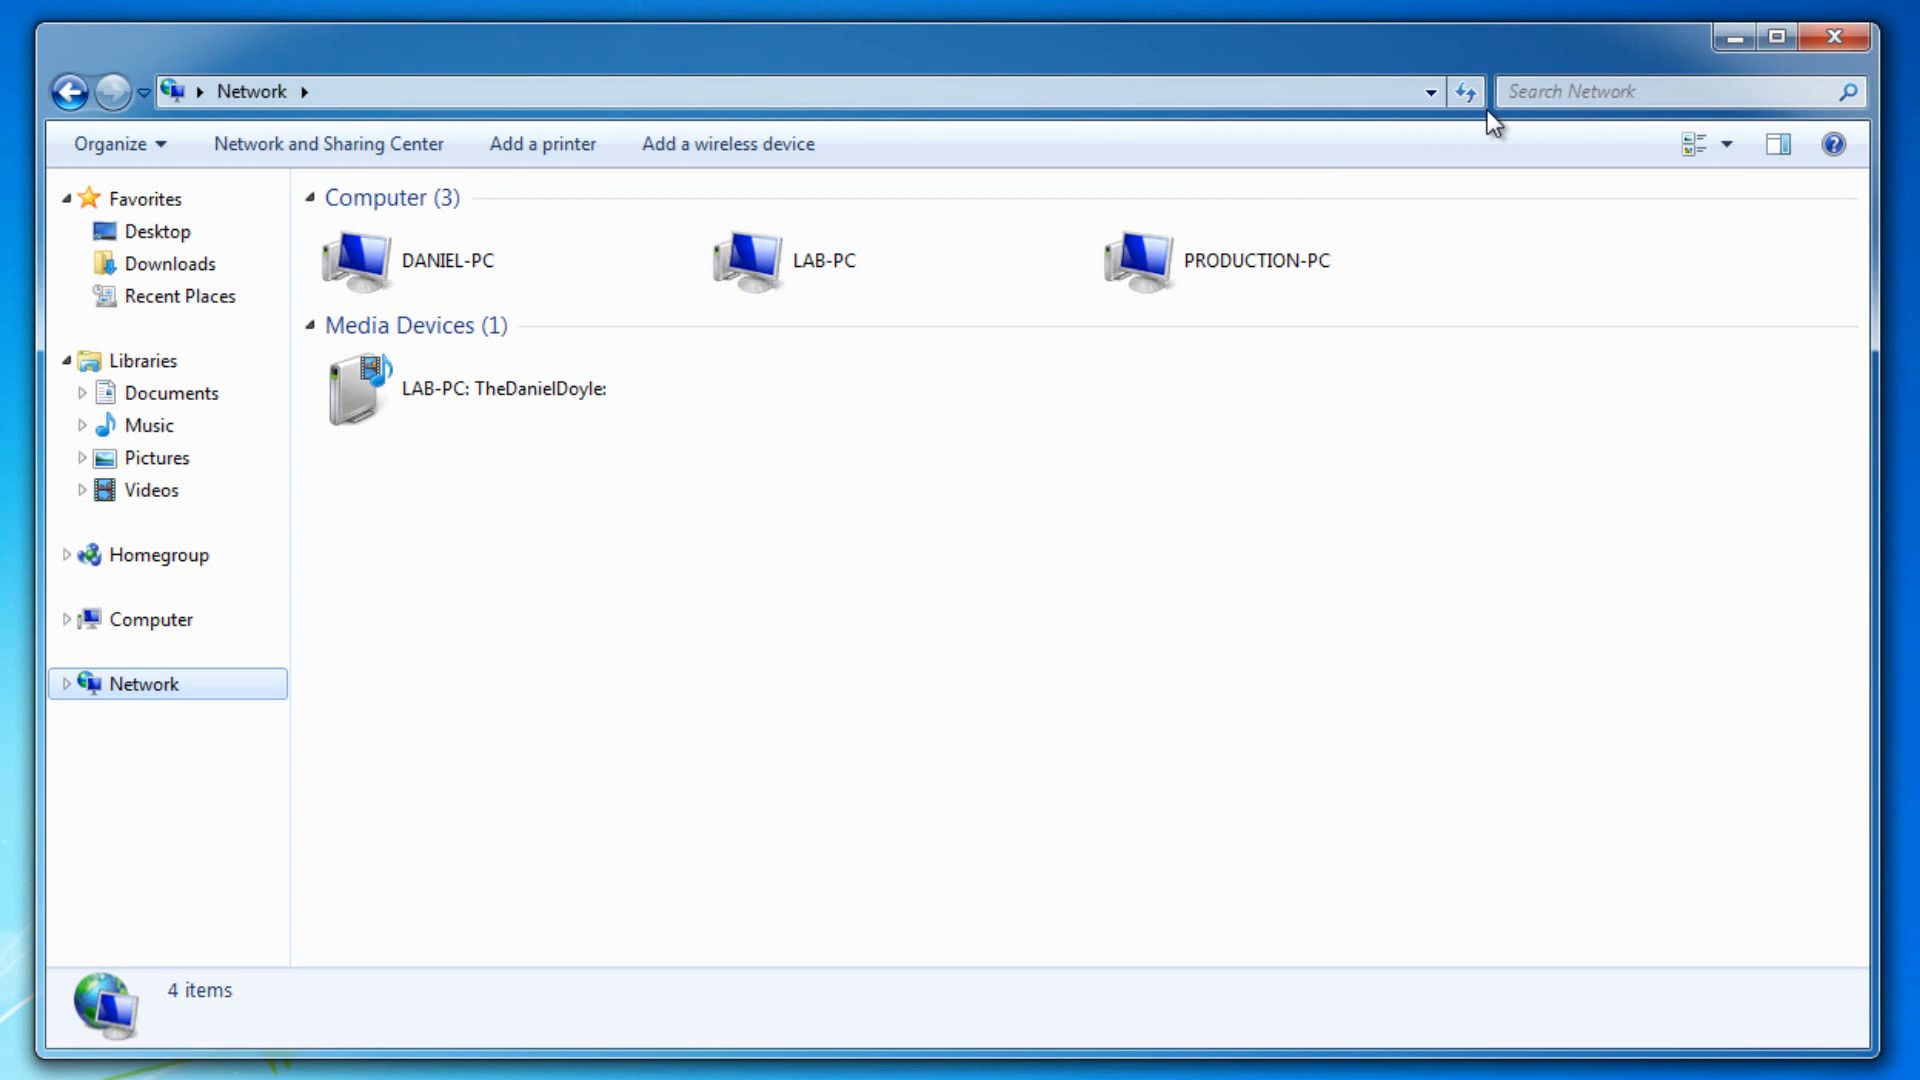 Network
Search Network
Organize
Network and Sharing Center
Add a printer
Add a wireless device
Favorites
Desktop
Downloads
Recent Places
Libraries
Documents
Music
Pictures
Videos
Homegroup
Computer
Network
Computer (3)
DANIEL-PC
LAB-PC
PRODUCTION-PC
Media Devices (1)
LAB-PC: TheDanielDoyle:
4 items